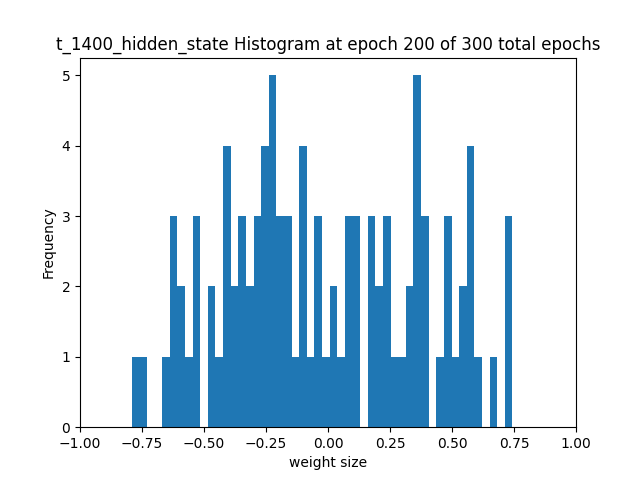 t_1400_hidden_state Histogram at epoch 200 of 300 total epochs
5
4
3
2
1
0
Frequency
−1.00 −0.75 −0.50 −0.25 0.00 0.25 0.50 0.75 1.00
weight size